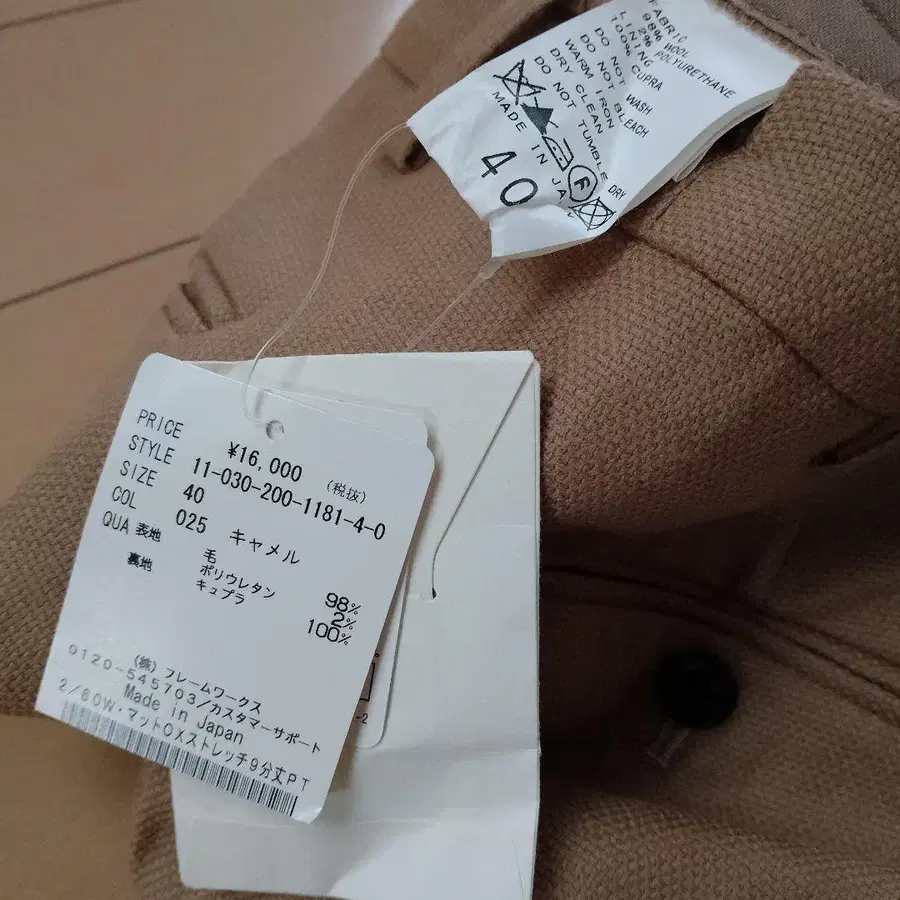 FABRIC
98% WOOL
2% POLYURETHANE
LINING
100% CUPRA
DO NOT WASH
DO NOT BLEACH
WARM IRON
DRY CLEAN
DO NOT TUMBLE DRY
MADE IN JA
F
40
PRICE ¥16,000 (税抜)
STYLE 11-030-200-1181-4-0
SIZE 40
COL 025 キャメル
QUA 表地 毛 98%
ポリウレタン 2%
裏地 キュプラ 100%
(株)フレームワークス
0120-545703/カスタマーサポート
Made in Japan
2/60W・マットOXストレッチ9分丈PT
-2